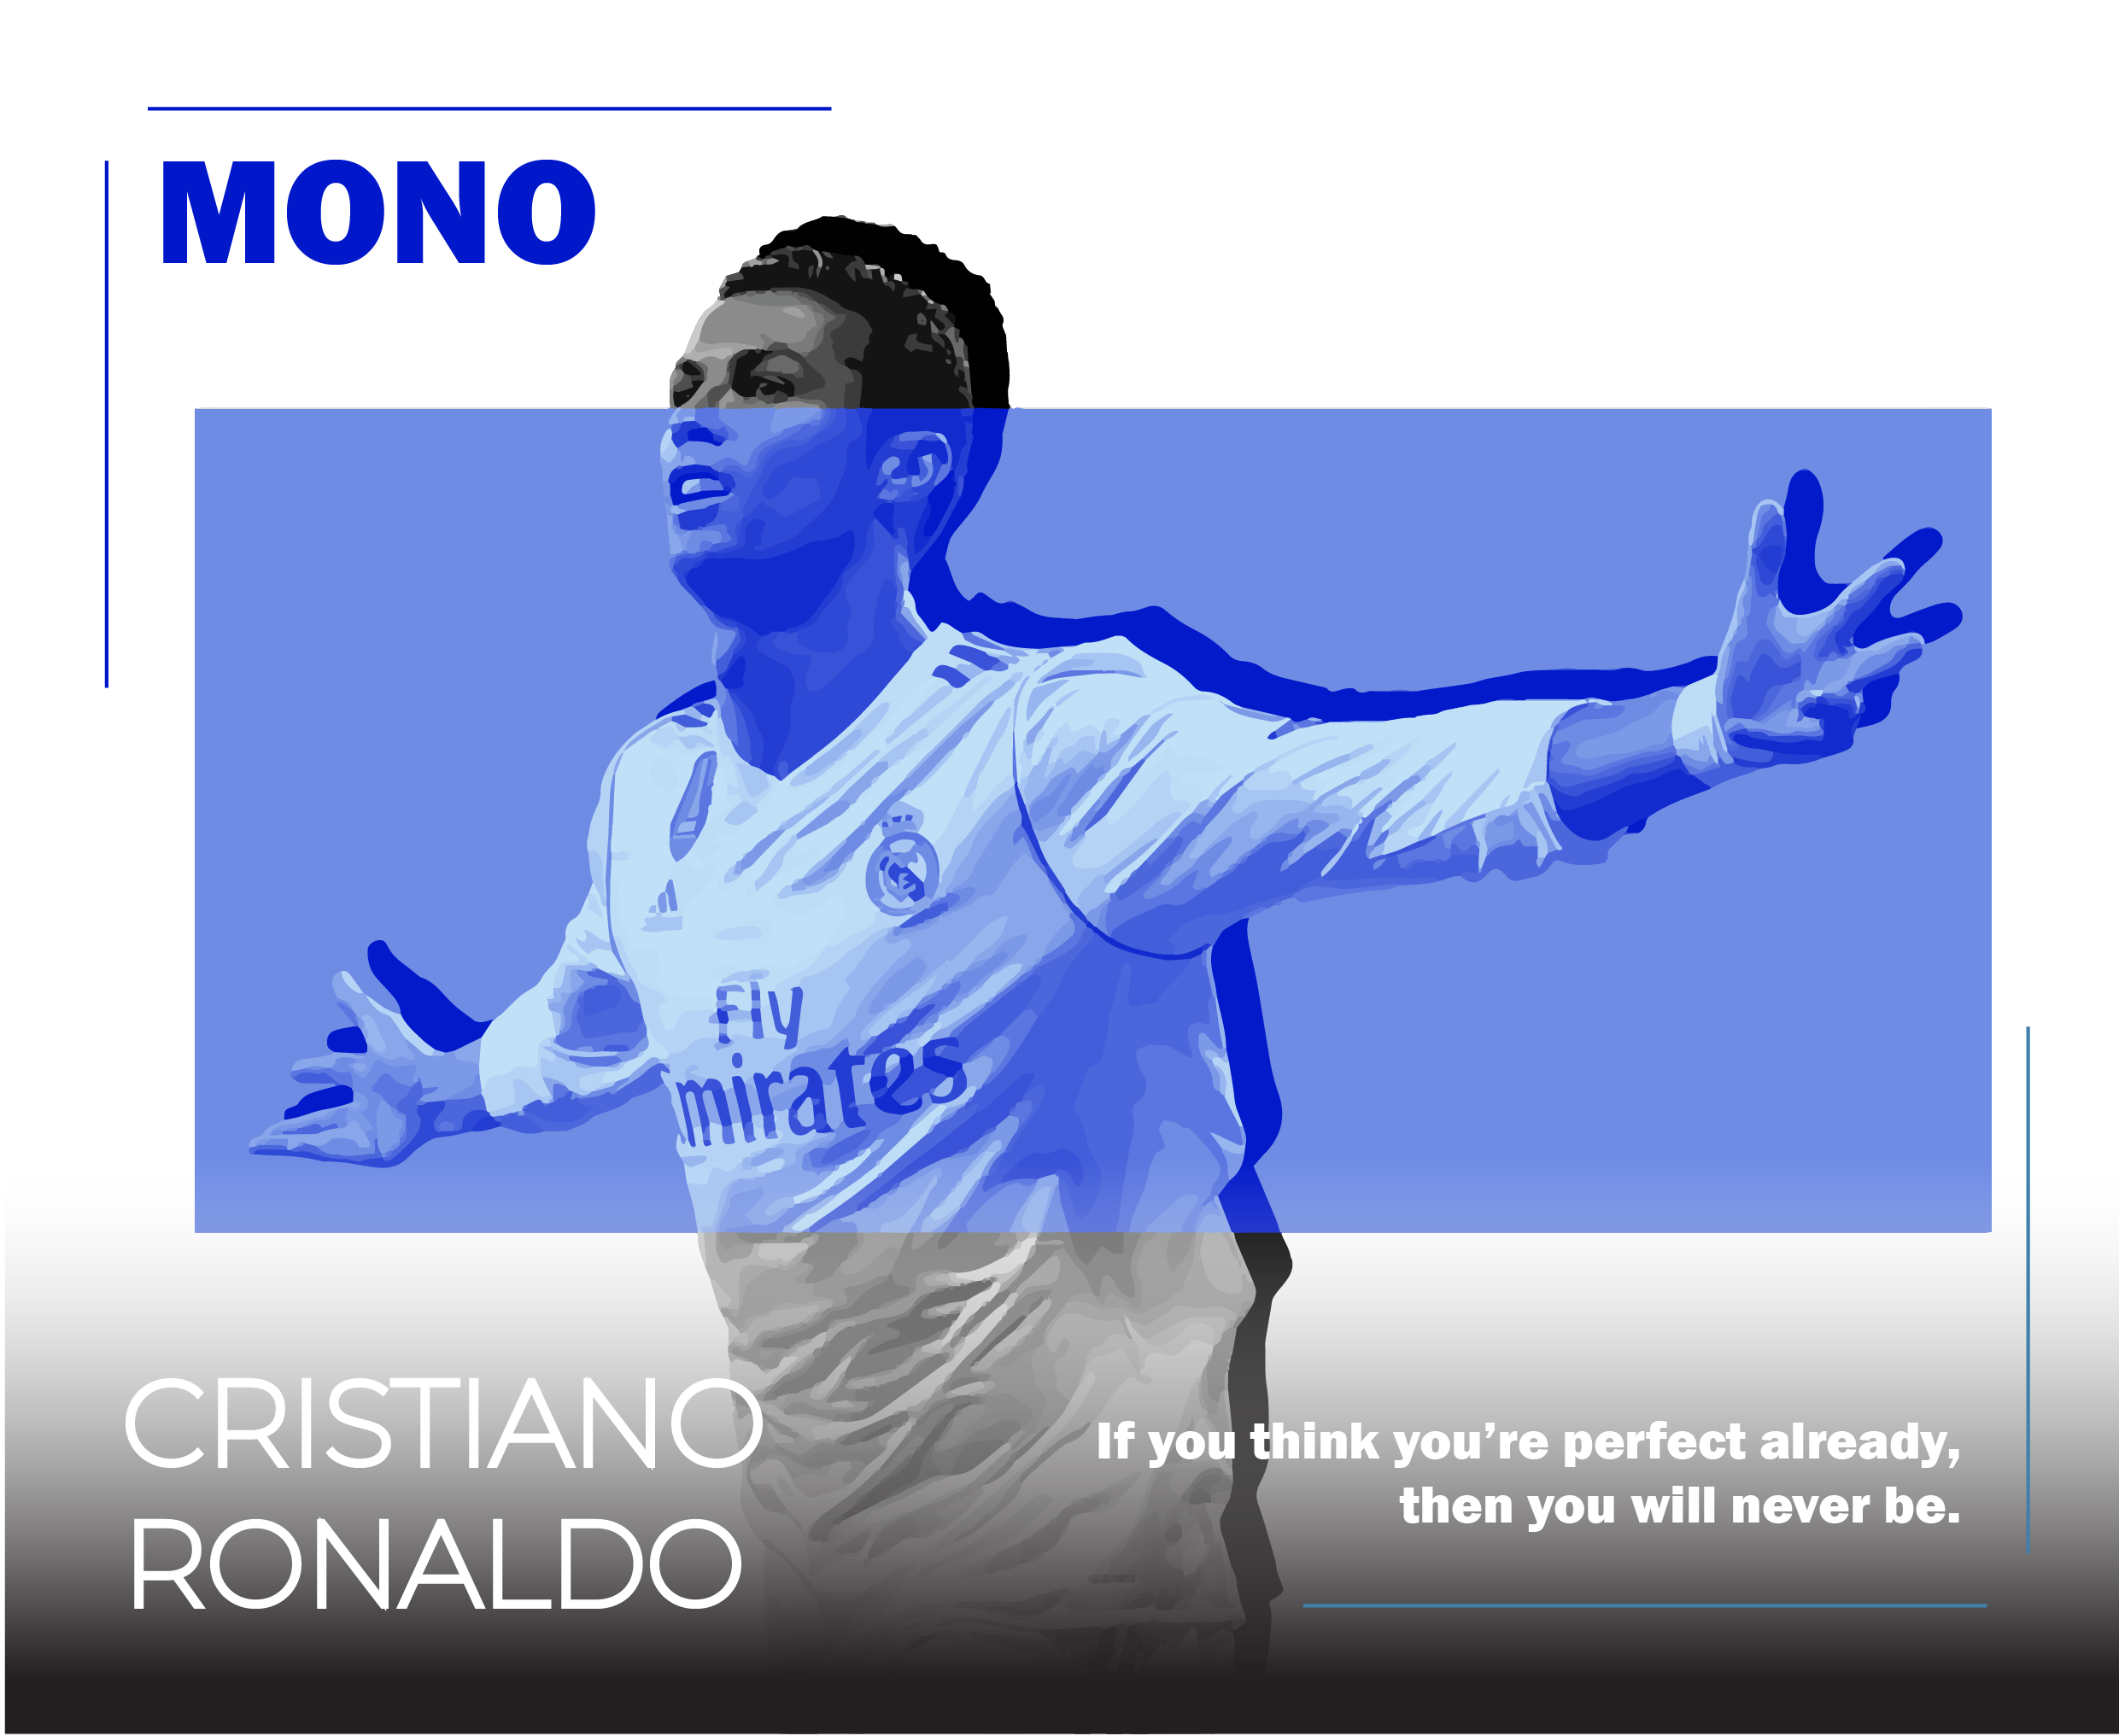 MONO
Fly
mirates
CRISTIANO
RONALDO
If you think you’re perfect already,
then you will never be.